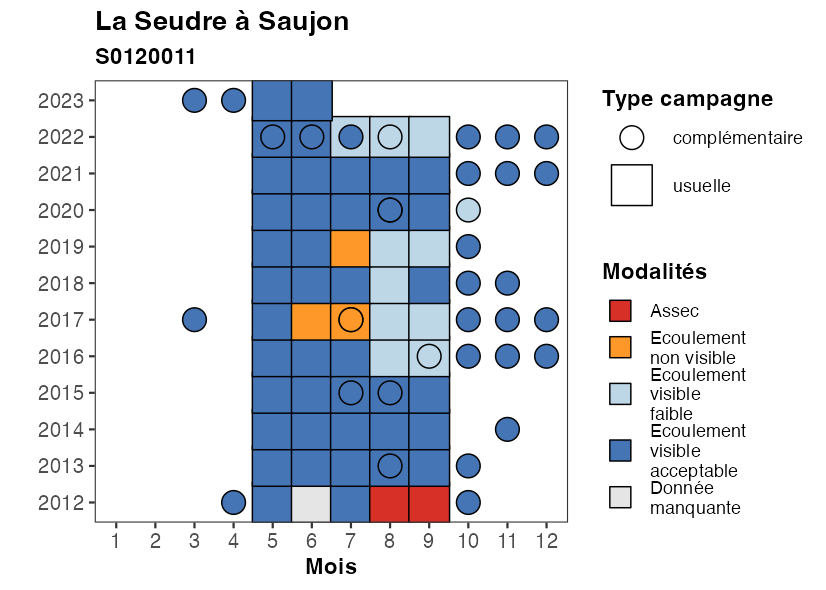 La Seudre à Saujon
S0120011
2023
2022
2021
2020
2019
2018
2017
2016
2015
2014
2013
2012
1 2 3 4 5 6 7 8 9 10 11 12
Mois
Type campagne
complémentaire
usuelle
Modalités
Assec
Ecoulement
non visible
Ecoulement
visible
faible
Ecoulement
visible
acceptable
Donnée
manquante